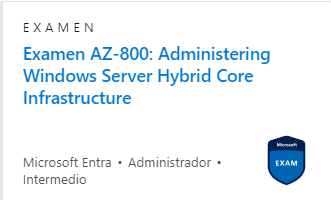 EXAMEN
Examen AZ-800: Administering
Windows Server Hybrid Core
Infrastructure
Microsoft
EXAM
Microsoft Entra • Administrador •
Intermedio